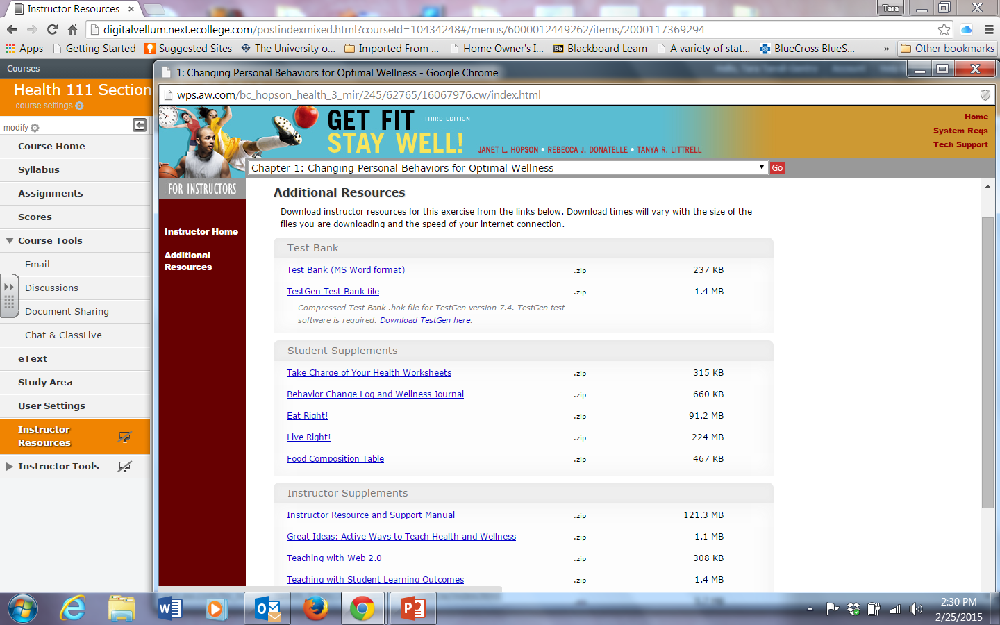 Instructor Resources
Tara
digitalvellum.next.ecollege.com/postindexmixed.html?courseId=10434248#/menus/6000012449262/items/2000117369294
Apps Getting Started Suggested Sites The University o... Imported From ... Home Owner's I... Blackboard Learn A variety of stat... BlueCross BlueS... » Other bookmarks
Courses
Health 111 Section
course settings
modify
Course Home
Syllabus
Assignments
Scores
Course Tools
Email
Discussions
Document Sharing
Chat & ClassLive
eText
Study Area
User Settings
Instructor
Resources
Instructor Tools
1: Changing Personal Behaviors for Optimal Wellness - Google Chrome
wps.aw.com/bc_hopson_health_3_mir/245/62765/16067976.cw/index.html
GET FIT THIRD EDITION
STAY WELL!
JANET L. HOPSON • REBECCA J. DONATELLE • TANYA R. LITTRELL
Home
System Reqs
Tech Support
Chapter 1: Changing Personal Behaviors for Optimal Wellness Go
FOR INSTRUCTORS
Instructor Home
Additional
Resources
Additional Resources
Download instructor resources for this exercise from the links below. Download times will vary with the size of the
files you are downloading and the speed of your internet connection.
Test Bank
Test Bank (MS Word format) .zip 237 KB
TestGen Test Bank file .zip 1.4 MB
Compressed Test Bank .bok file for TestGen version 7.4. TestGen test
software is required. Download TestGen here.
Student Supplements
Take Charge of Your Health Worksheets .zip 315 KB
Behavior Change Log and Wellness Journal .zip 660 KB
Eat Right! .zip 91.2 MB
Live Right! .zip 224 MB
Food Composition Table .zip 467 KB
Instructor Supplements
Instructor Resource and Support Manual .zip 121.3 MB
Great Ideas: Active Ways to Teach Health and Wellness .zip 1.1 MB
Teaching with Web 2.0 .zip 308 KB
Teaching with Student Learning Outcomes .zip 1.4 MB
2:30 PM
2/25/2015